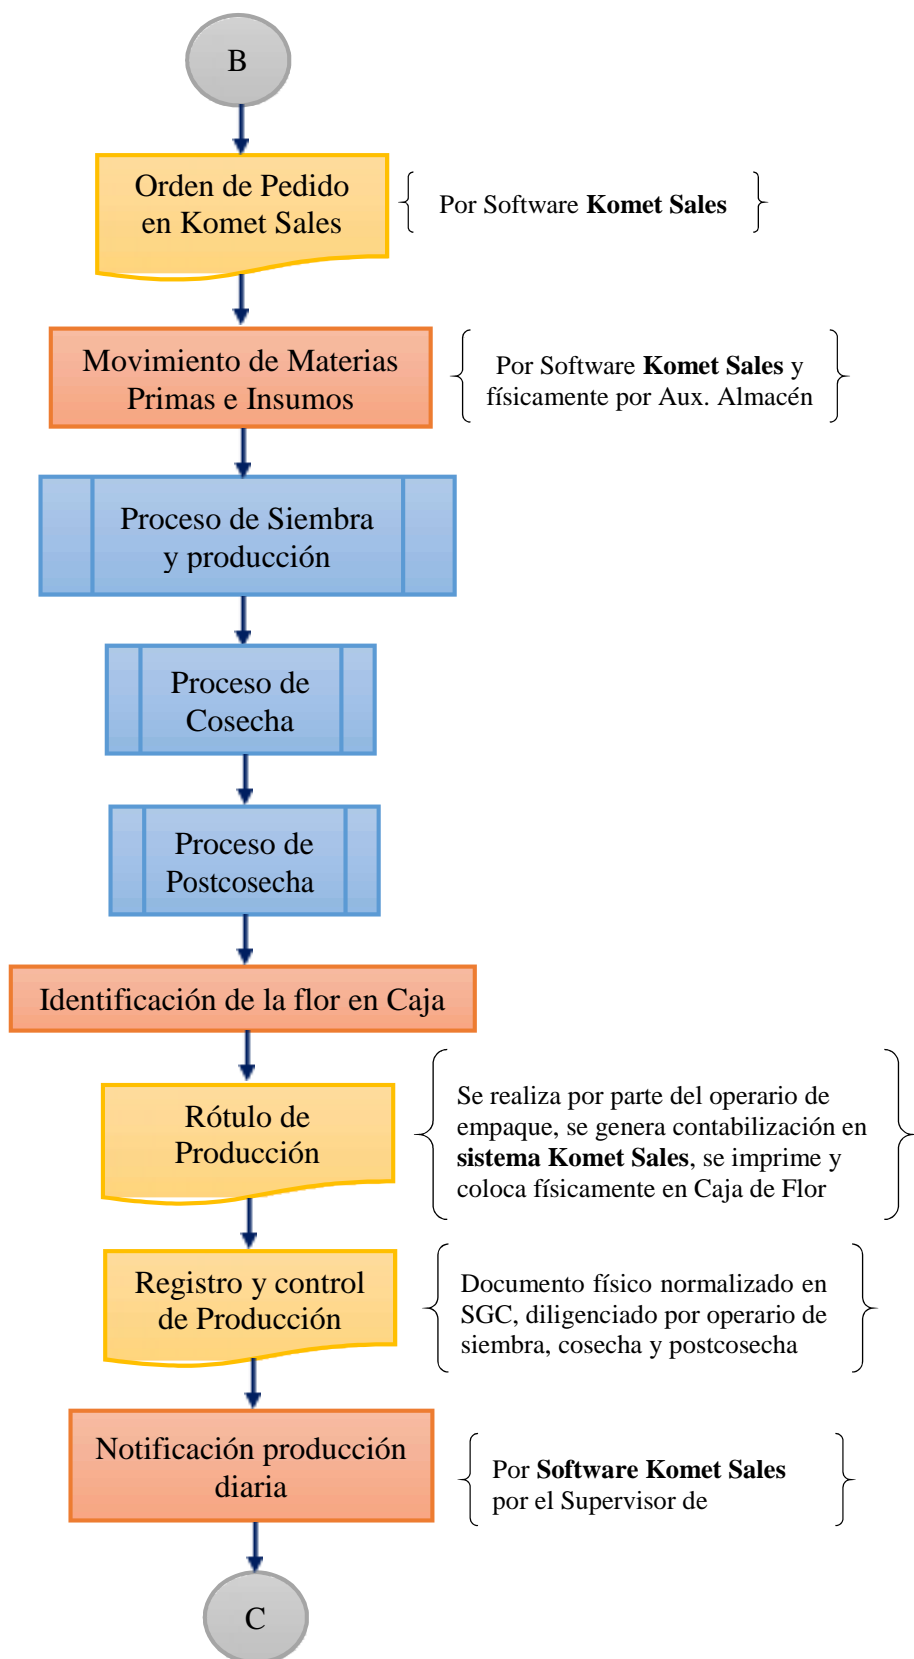 B
Orden de Pedido
en Komet Sales
Por Software Komet Sales
Movimiento de Materias
Primas e Insumos
Por Software Komet Sales y
físicamente por Aux. Almacén
Proceso de Siembra
y producción
Proceso de
Cosecha
Proceso de
Postcosecha
Identificación de la flor en Caja
Rótulo de
Producción
Se realiza por parte del operario de
empaque, se genera contabilización en
sistema Komet Sales, se imprime y
coloca físicamente en Caja de Flor
Registro y control
de Producción
Documento físico normalizado en
SGC, diligenciado por operario de
siembra, cosecha y postcosecha
Notificación producción
diaria
Por Software Komet Sales
por el Supervisor de
C